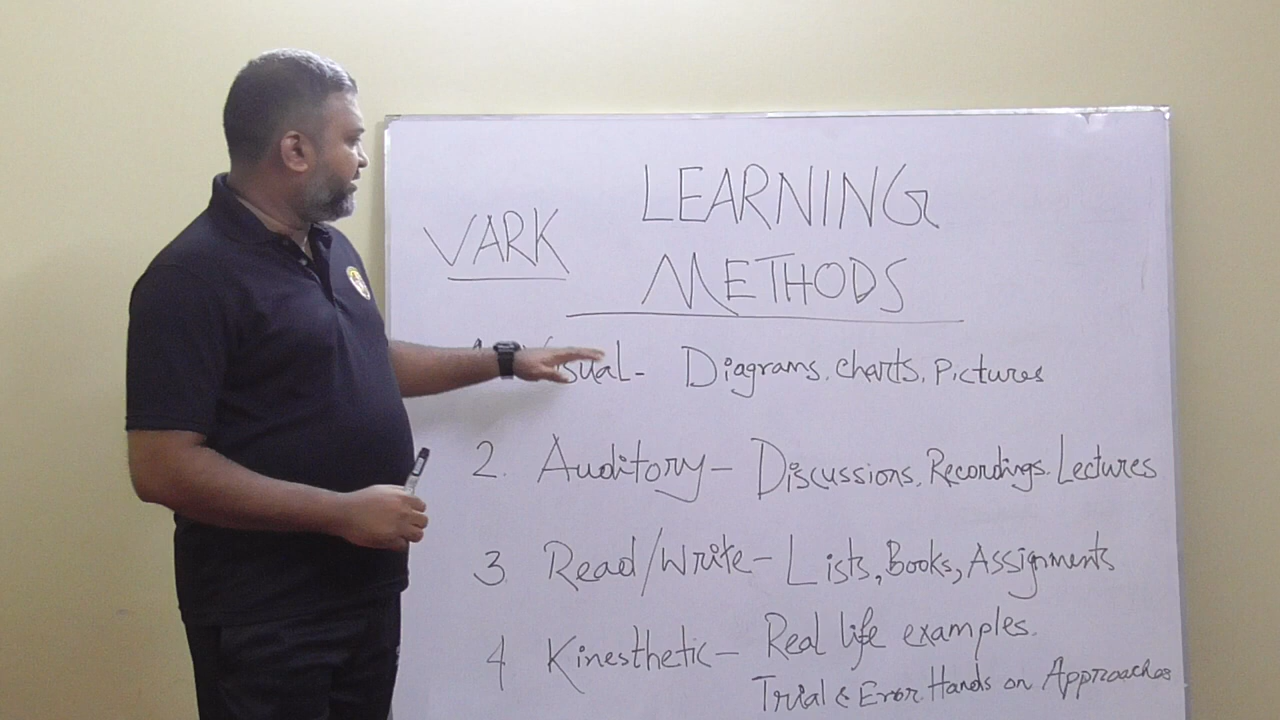 LEARNING
VARK
METHODS
Visual- Diagrams, Charts, Pictures
2. Auditory- Discussions, Recordings, Lectures
3 Read/Write- Lists, Books, Assignments
4 Kinesthetic- Real life examples.
Trial & Error. Hands on Approaches